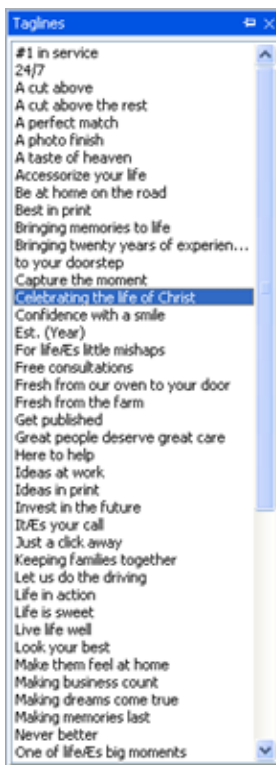 Taglines
#1 in service
24/7
A cut above
A cut above the rest
A perfect match
A photo finish
A taste of heaven
Accessorize your life
Be at home on the road
Best in print
Bringing memories to life
Bringing twenty years of experien...
to your doorstep
Capture the moment
Celebrating the life of Christ
Confidence with a smile
Est. (Year)
For lifeÆs little mishaps
Free consultations
Fresh from our oven to your door
Fresh from the farm
Get published
Great people deserve great care
Here to help
Ideas at work
Ideas in print
Invest in the future
ItÆs your call
Just a click away
Keeping families together
Let us do the driving
Life in action
Life is sweet
Live life well
Look your best
Make them feel at home
Making business count
Making dreams come true
Making memories last
Never better
One of lifeÆs big moments